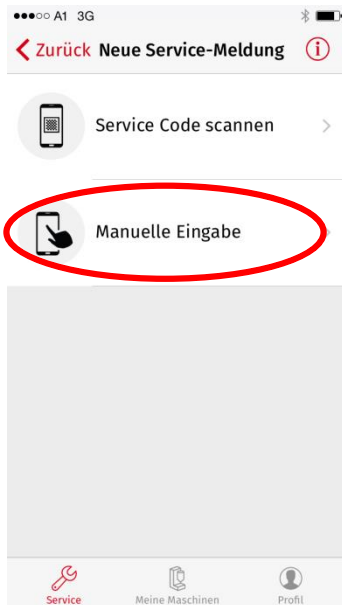 A1 3G
Zurück Neue Service-Meldung i
Service Code scannen
Manuelle Eingabe
Service Meine Maschinen Profil